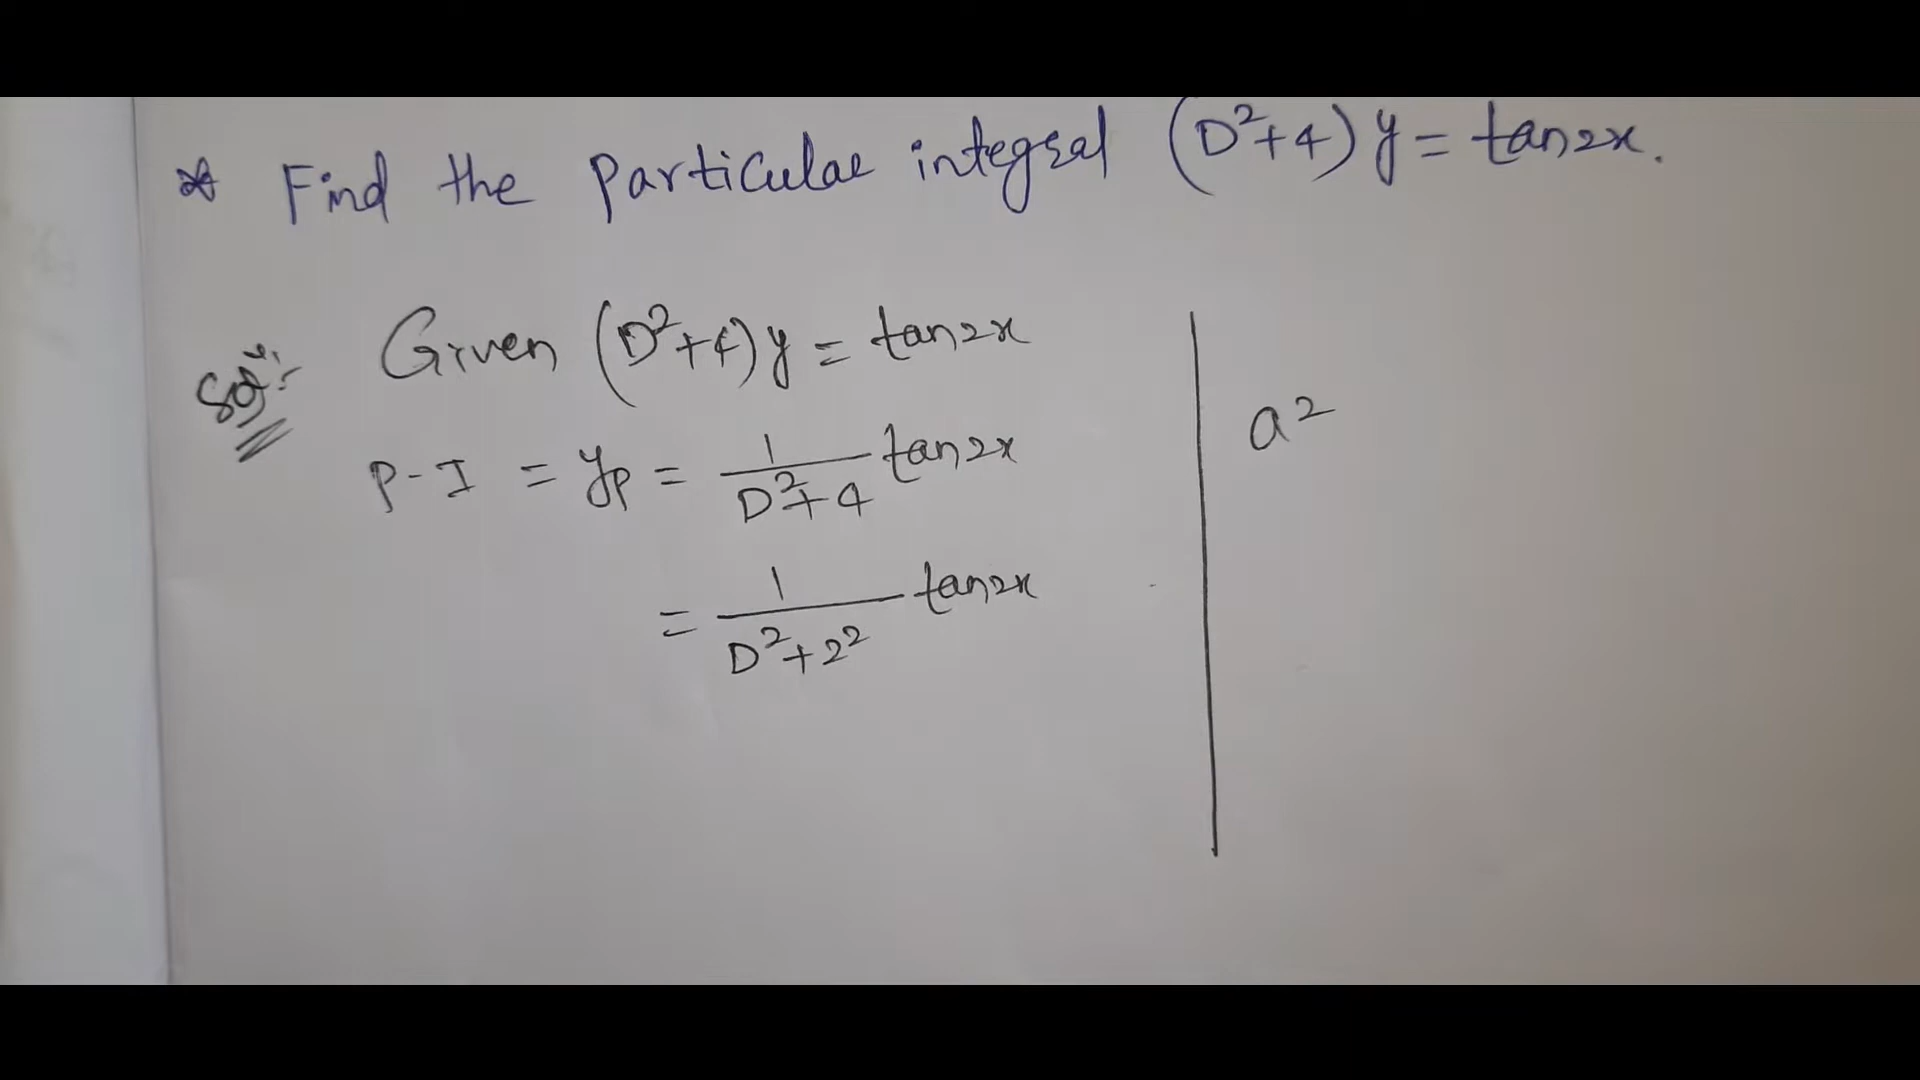 * Find the particular integral (D²+4) y = tan2x.
Sol:- Given (D²+4) y = tan2x
P-I = yₚ = 1/(D²+4) tan2x
= 1/(D²+2²) tan2x
a²